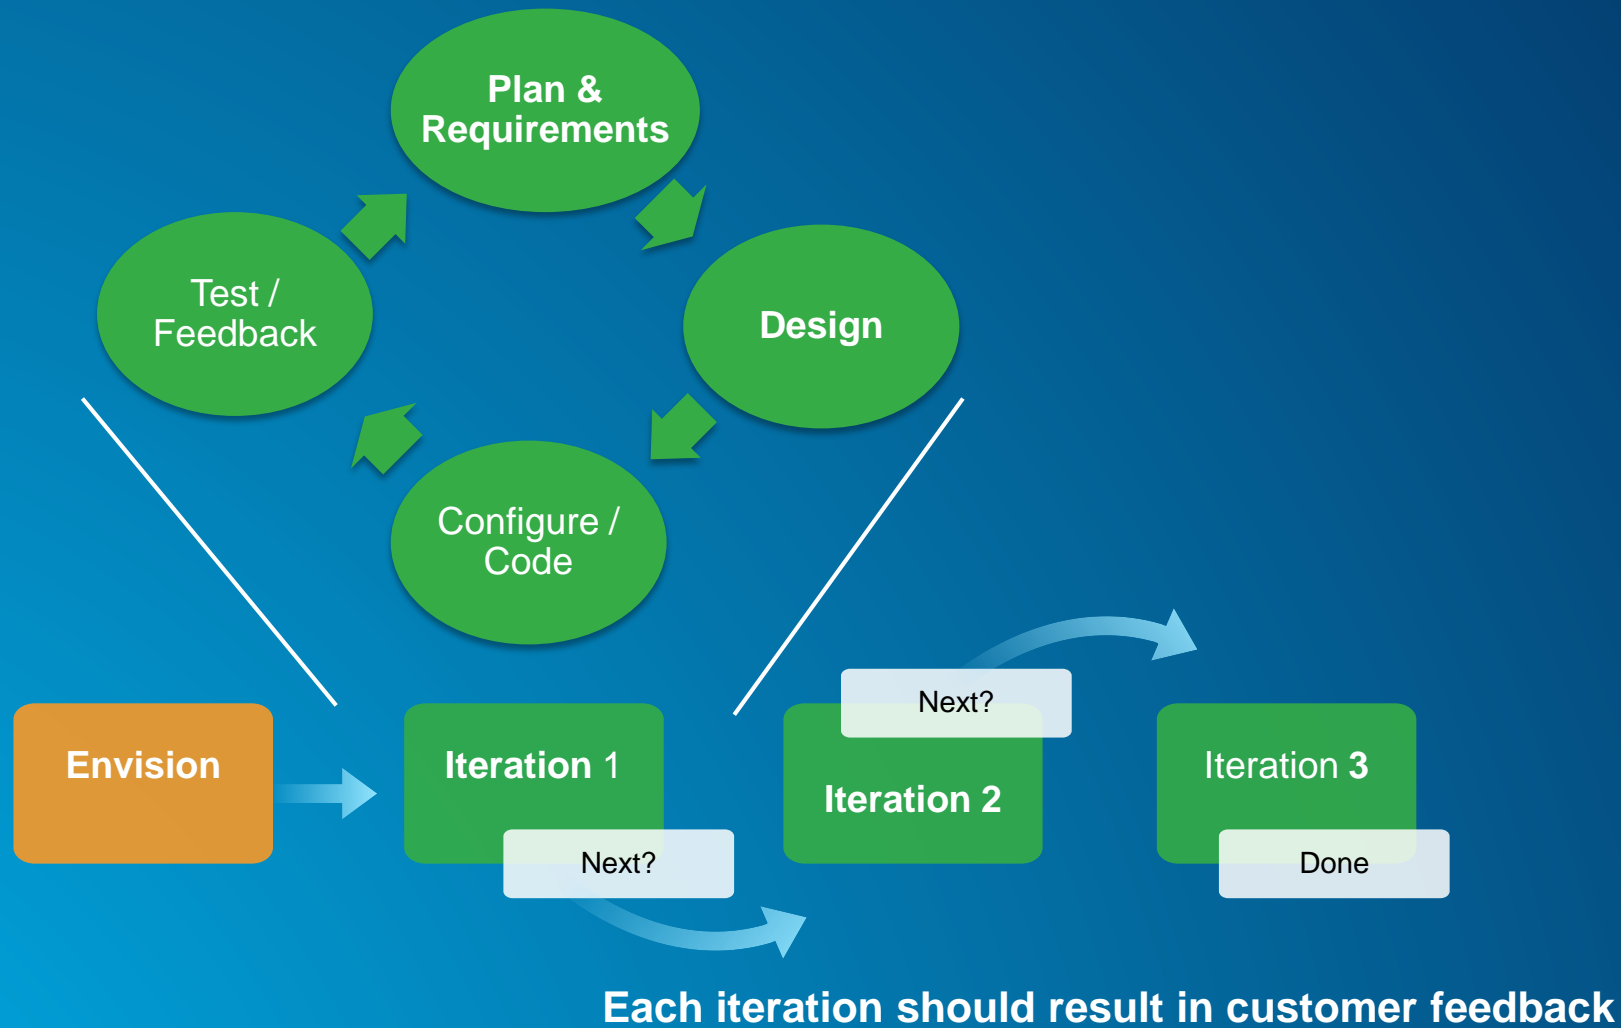 Plan &
Requirements
Test /
Feedback
Design
Configure /
Code
Next?
Envision
Iteration 1
Iteration 2
Iteration 3
Next?
Done
Each iteration should result in customer feedback